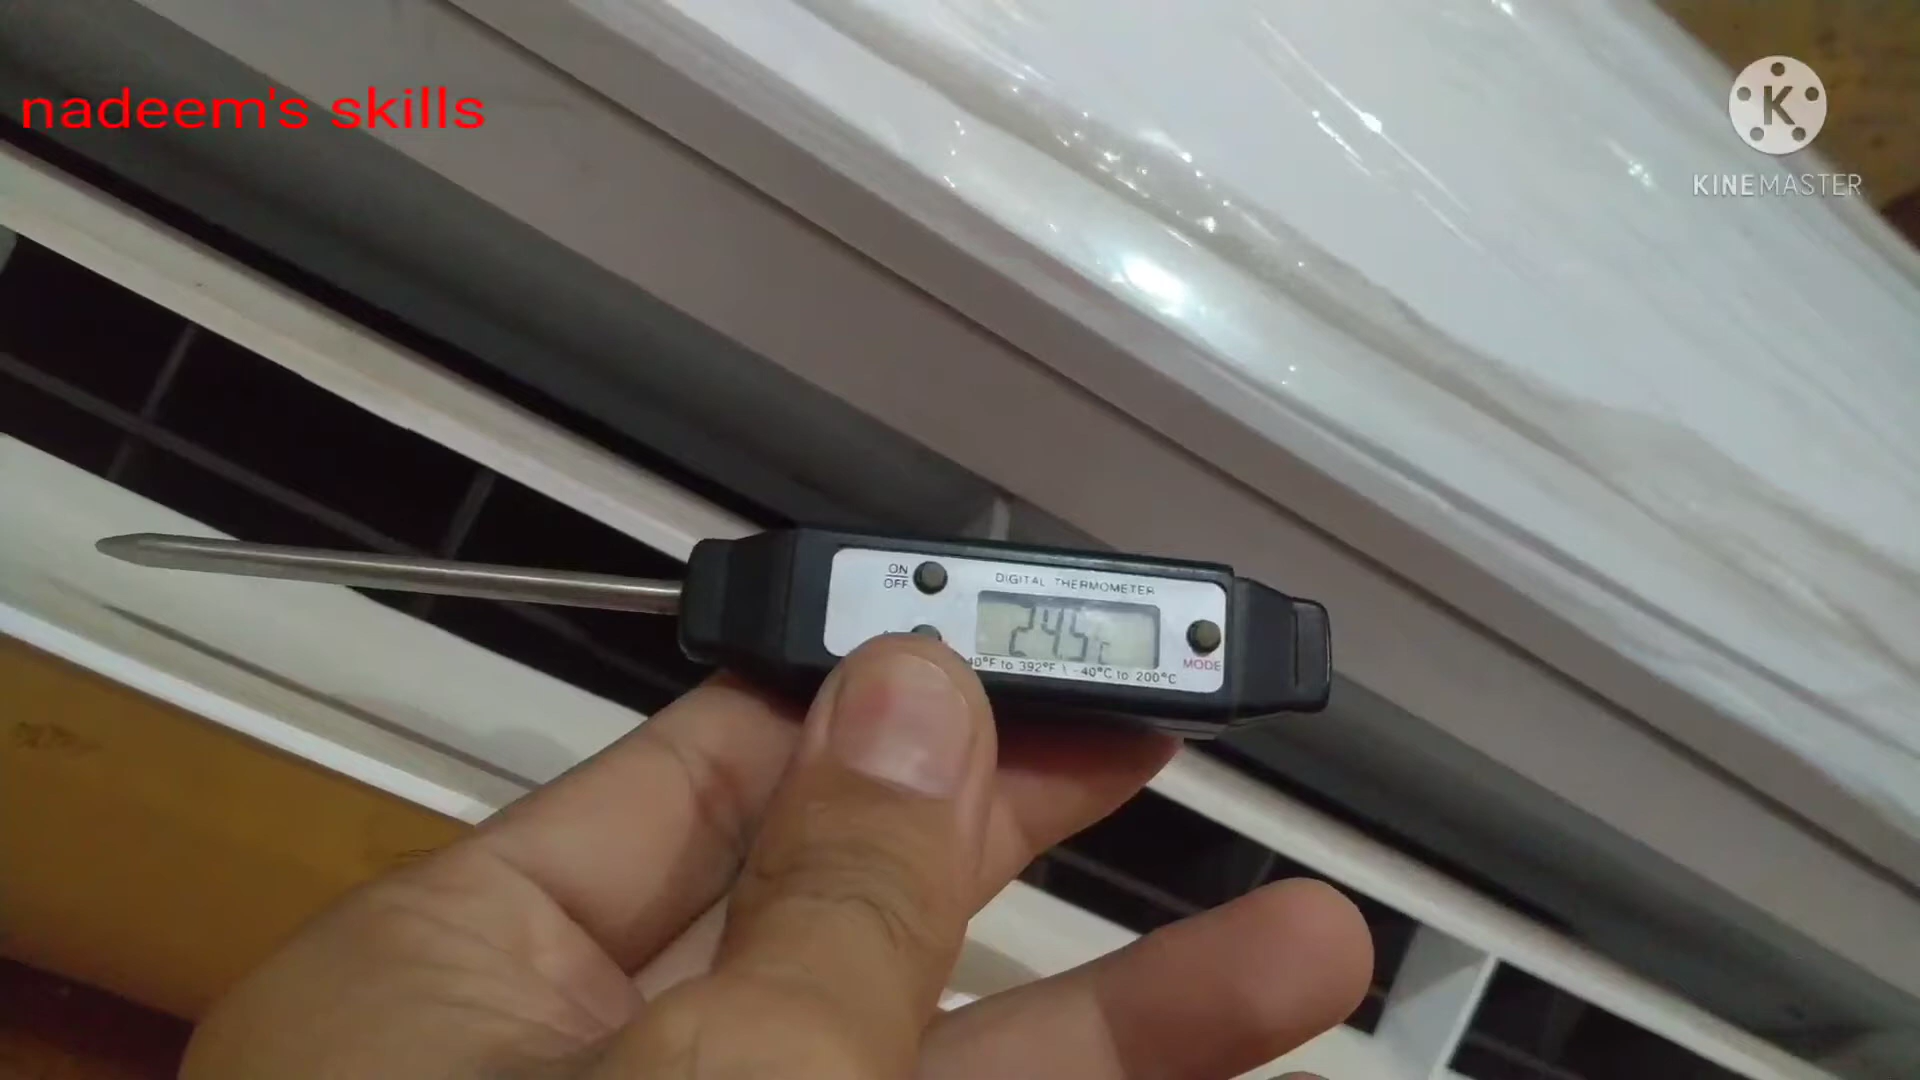 nadeem's skills
K
KINEMASTER
ON
OFF
DIGITAL THERMOMETER
24.5°C
MODE
40°F to 392°F \ -40°C to 200°C